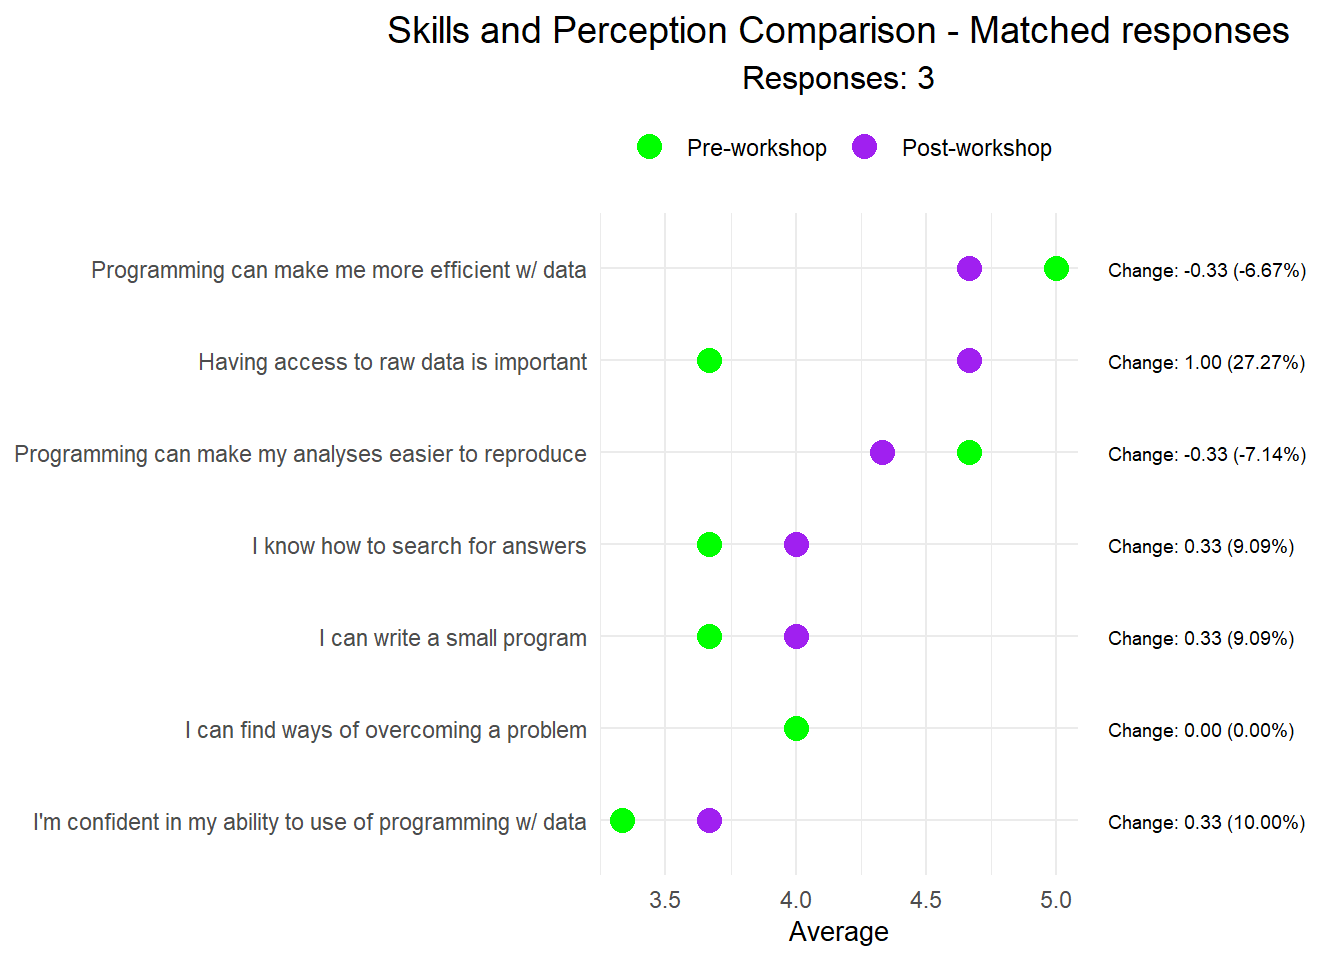 Skills and Perception Comparison - Matched responses
Responses: 3
Pre-workshop Post-workshop
Programming can make me more efficient w/ data Change: -0.33 (-6.67%)
Having access to raw data is important Change: 1.00 (27.27%)
Programming can make my analyses easier to reproduce Change: -0.33 (-7.14%)
I know how to search for answers Change: 0.33 (9.09%)
I can write a small program Change: 0.33 (9.09%)
I can find ways of overcoming a problem Change: 0.00 (0.00%)
I'm confident in my ability to use of programming w/ data Change: 0.33 (10.00%)
3.5 4.0 4.5 5.0
Average